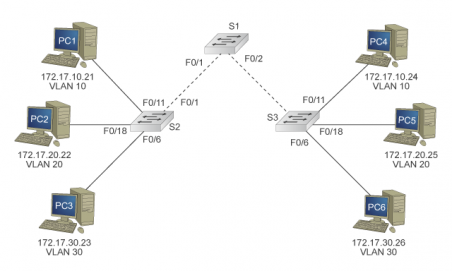 S1
F0/1
F0/2
PC1
172.17.10.21
VLAN 10
PC4
172.17.10.24
VLAN 10
F0/11
F0/1
S2
F0/18
F0/6
PC2
172.17.20.22
VLAN 20
F0/11
S3
F0/18
F0/6
PC5
172.17.20.25
VLAN 20
PC3
172.17.30.23
VLAN 30
PC6
172.17.30.26
VLAN 30